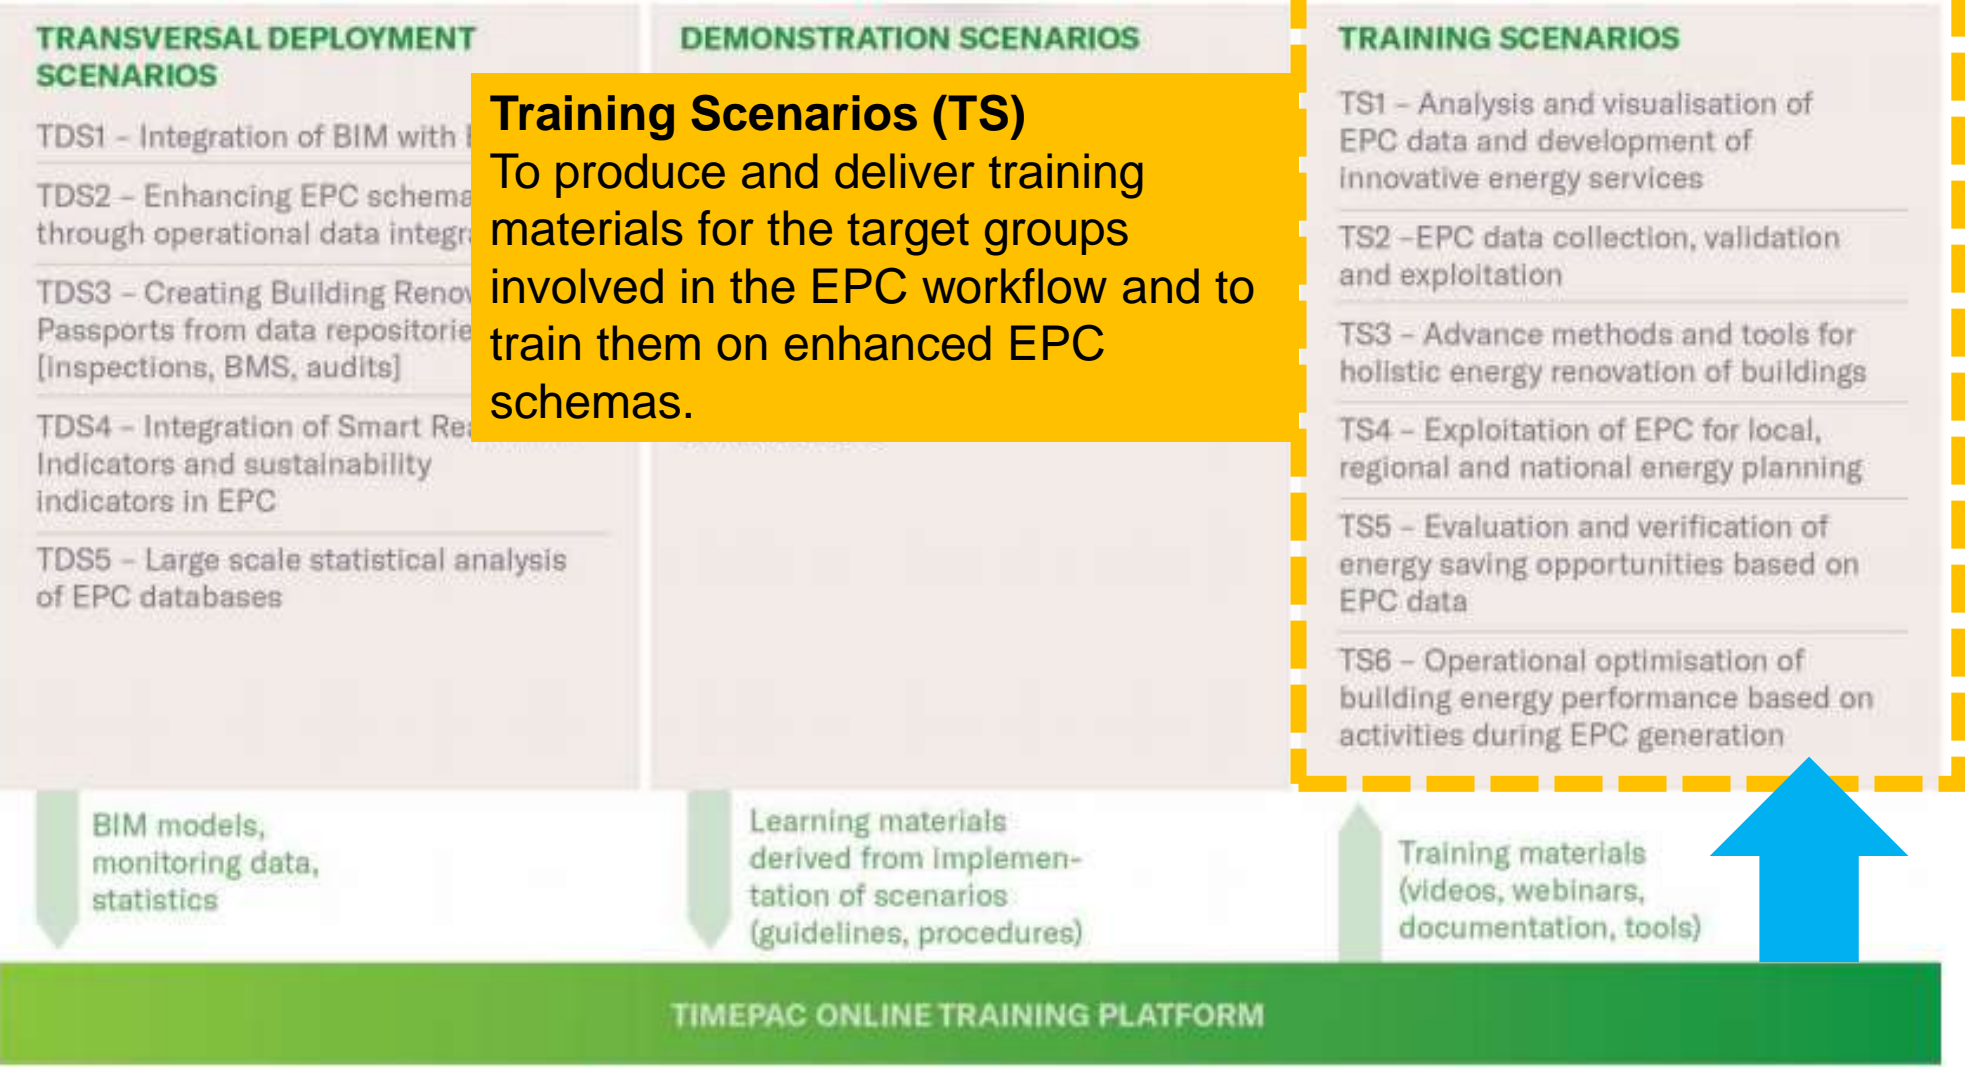 TRANSVERSAL DEPLOYMENT
SCENARIOS
TDS1 – Integration of BIM with
TDS2 – Enhancing EPC schema
through operational data integr
TDS3 – Creating Building Renov
Passports from data repositorie
[inspections, BMS, audits]
TDS4 – Integration of Smart Rea
Indicators and sustainability
indicators in EPC
TDS5 – Large scale statistical analysis
of EPC databases
DEMONSTRATION SCENARIOS
Training Scenarios (TS)
To produce and deliver training
materials for the target groups
involved in the EPC workflow and to
train them on enhanced EPC
schemas.
TRAINING SCENARIOS
TS1 – Analysis and visualisation of
EPC data and development of
innovative energy services
TS2 –EPC data collection, validation
and exploitation
TS3 – Advance methods and tools for
holistic energy renovation of buildings
TS4 – Exploitation of EPC for local,
regional and national energy planning
TS5 – Evaluation and verification of
energy saving opportunities based on
EPC data
TS6 – Operational optimisation of
building energy performance based on
activities during EPC generation
BIM models,
monitoring data,
statistics
Learning materials
derived from implemen-
tation of scenarios
(guidelines, procedures)
Training materials
(videos, webinars,
documentation, tools)
TIMEPAC ONLINE TRAINING PLATFORM